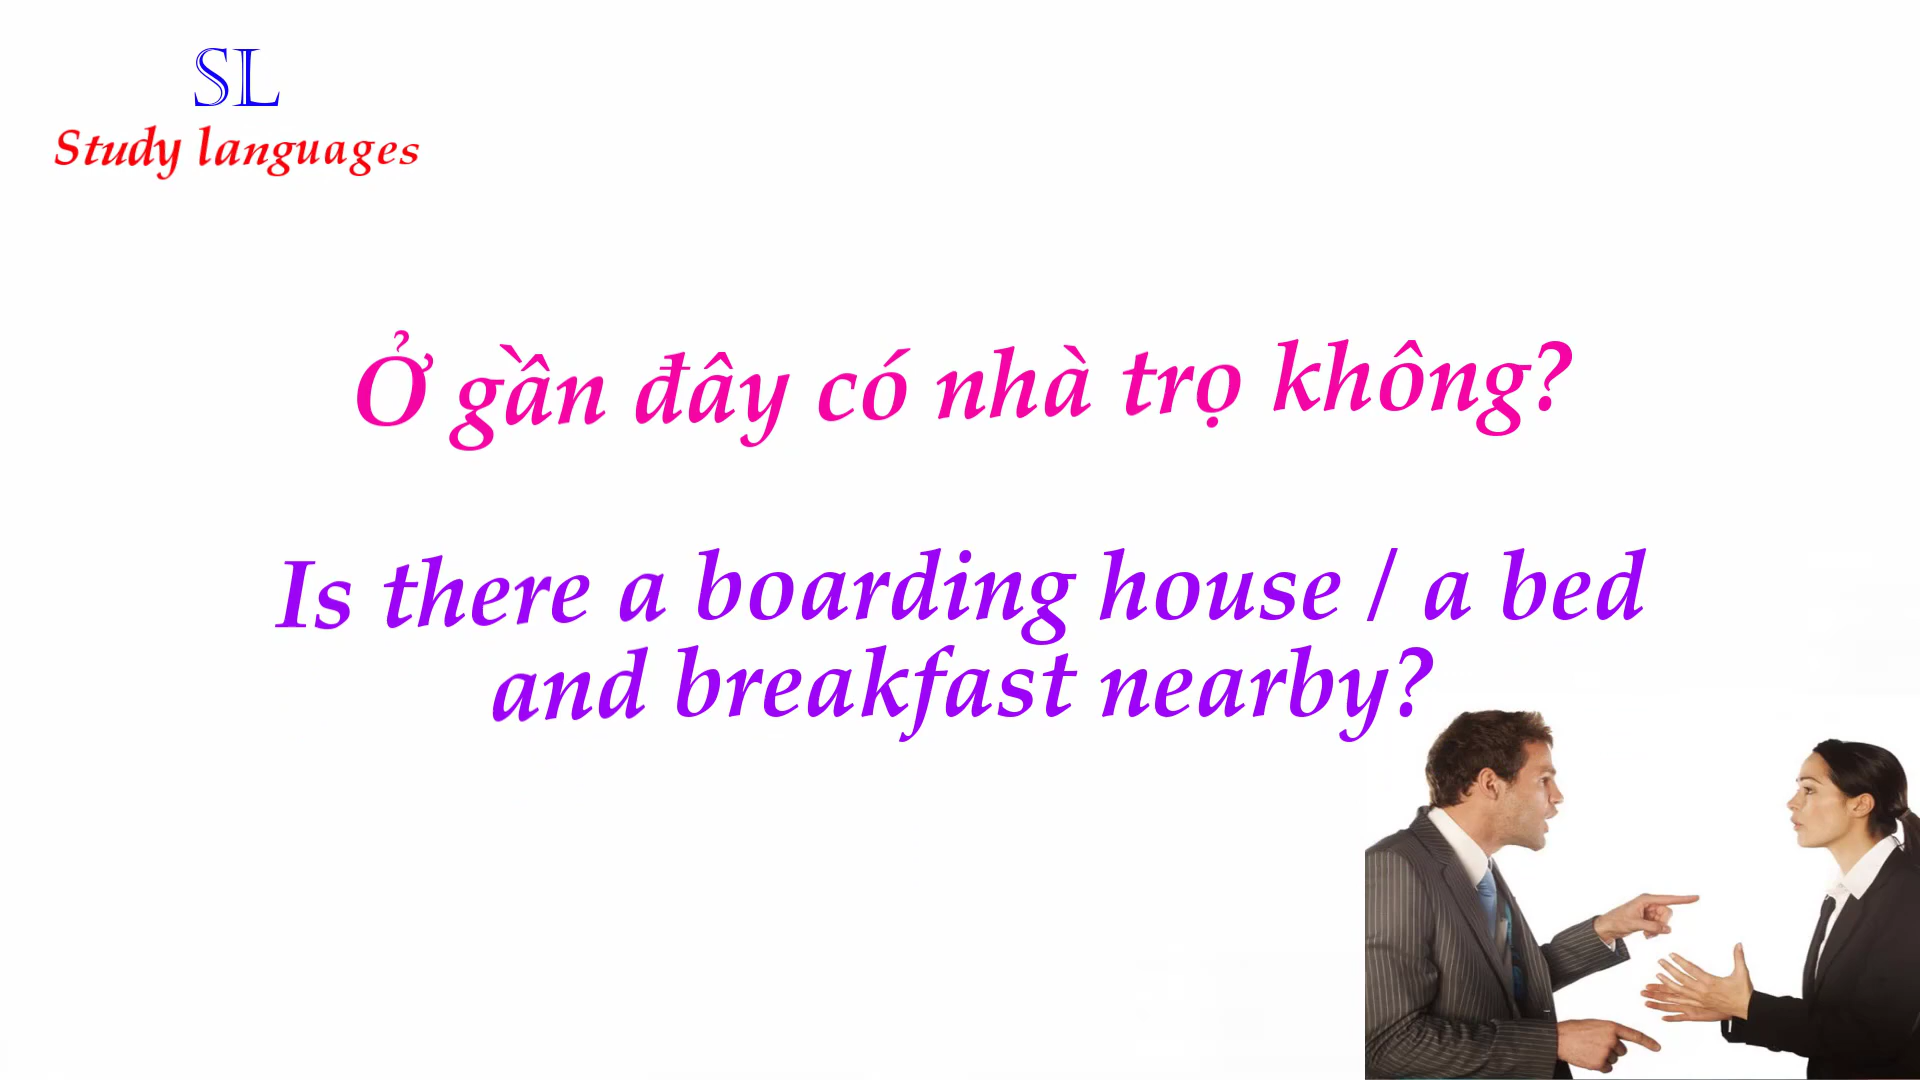 SL
Study languages
Ở gần đây có nhà trọ không?
Is there a boarding house / a bed
and breakfast nearby?